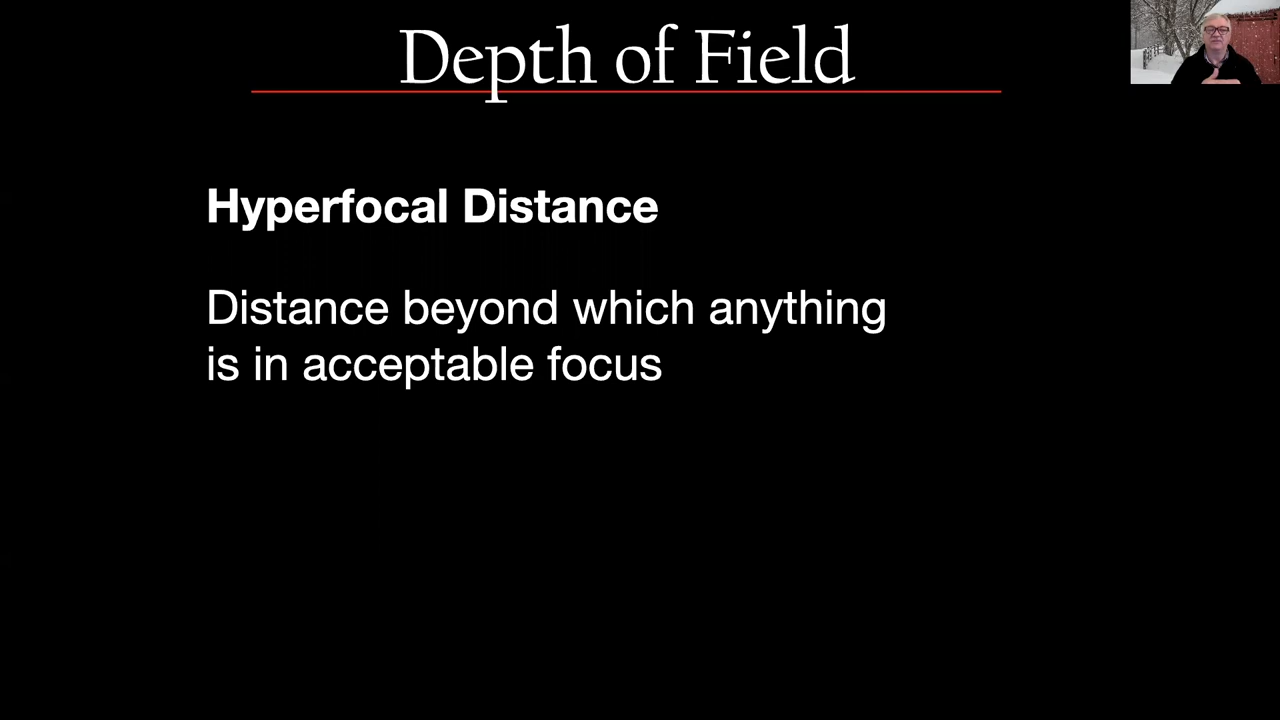 Depth of Field
Hyperfocal Distance
Distance beyond which anything
is in acceptable focus